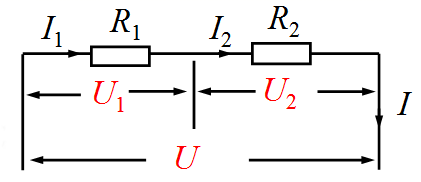 I₁ R₁ I₂ R₂
U₁ U₂ I
U